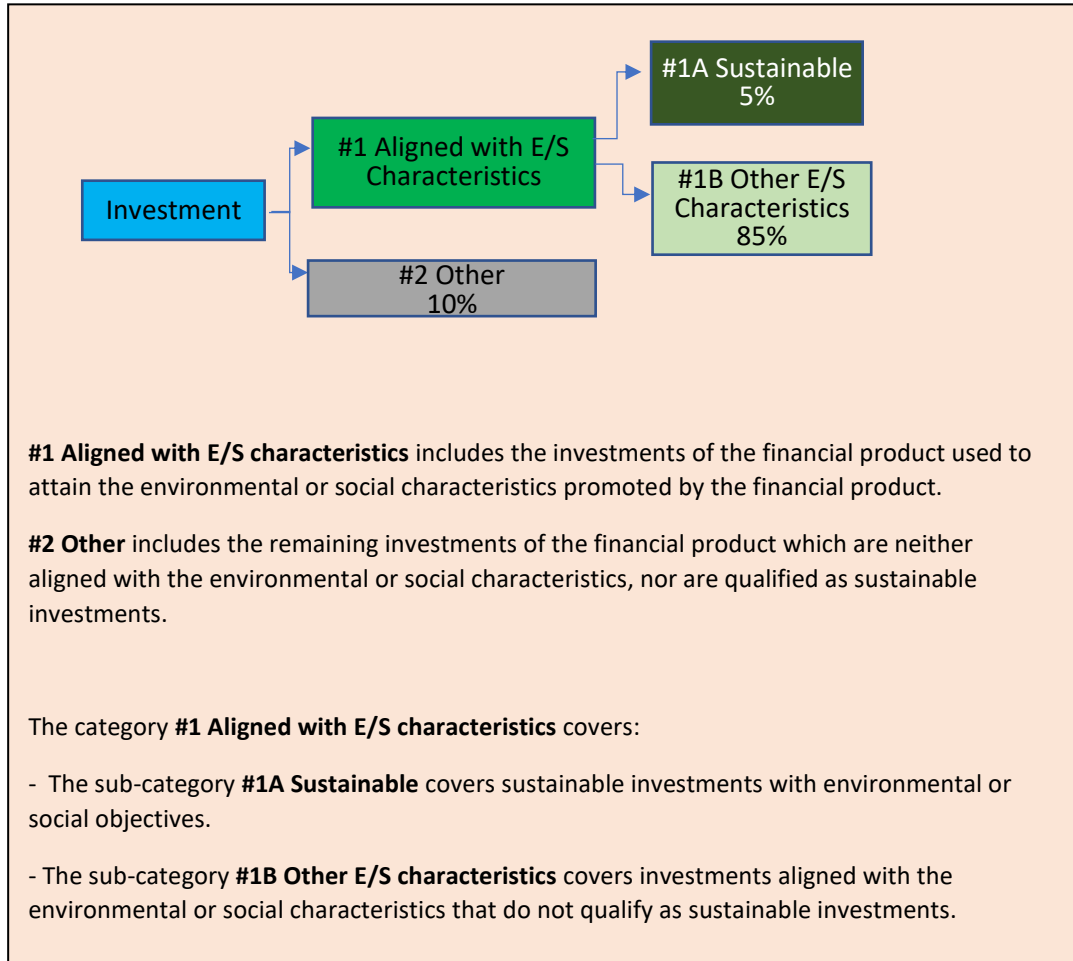 #1A Sustainable
5%
#1 Aligned with E/S
Characteristics
#1B Other E/S
Characteristics
85%
Investment
#2 Other
10%
#1 Aligned with E/S characteristics includes the investments of the financial product used to
attain the environmental or social characteristics promoted by the financial product.
#2 Other includes the remaining investments of the financial product which are neither
aligned with the environmental or social characteristics, nor are qualified as sustainable
investments.
The category #1 Aligned with E/S characteristics covers:
- The sub-category #1A Sustainable covers sustainable investments with environmental or
social objectives.
- The sub-category #1B Other E/S characteristics covers investments aligned with the
environmental or social characteristics that do not qualify as sustainable investments.